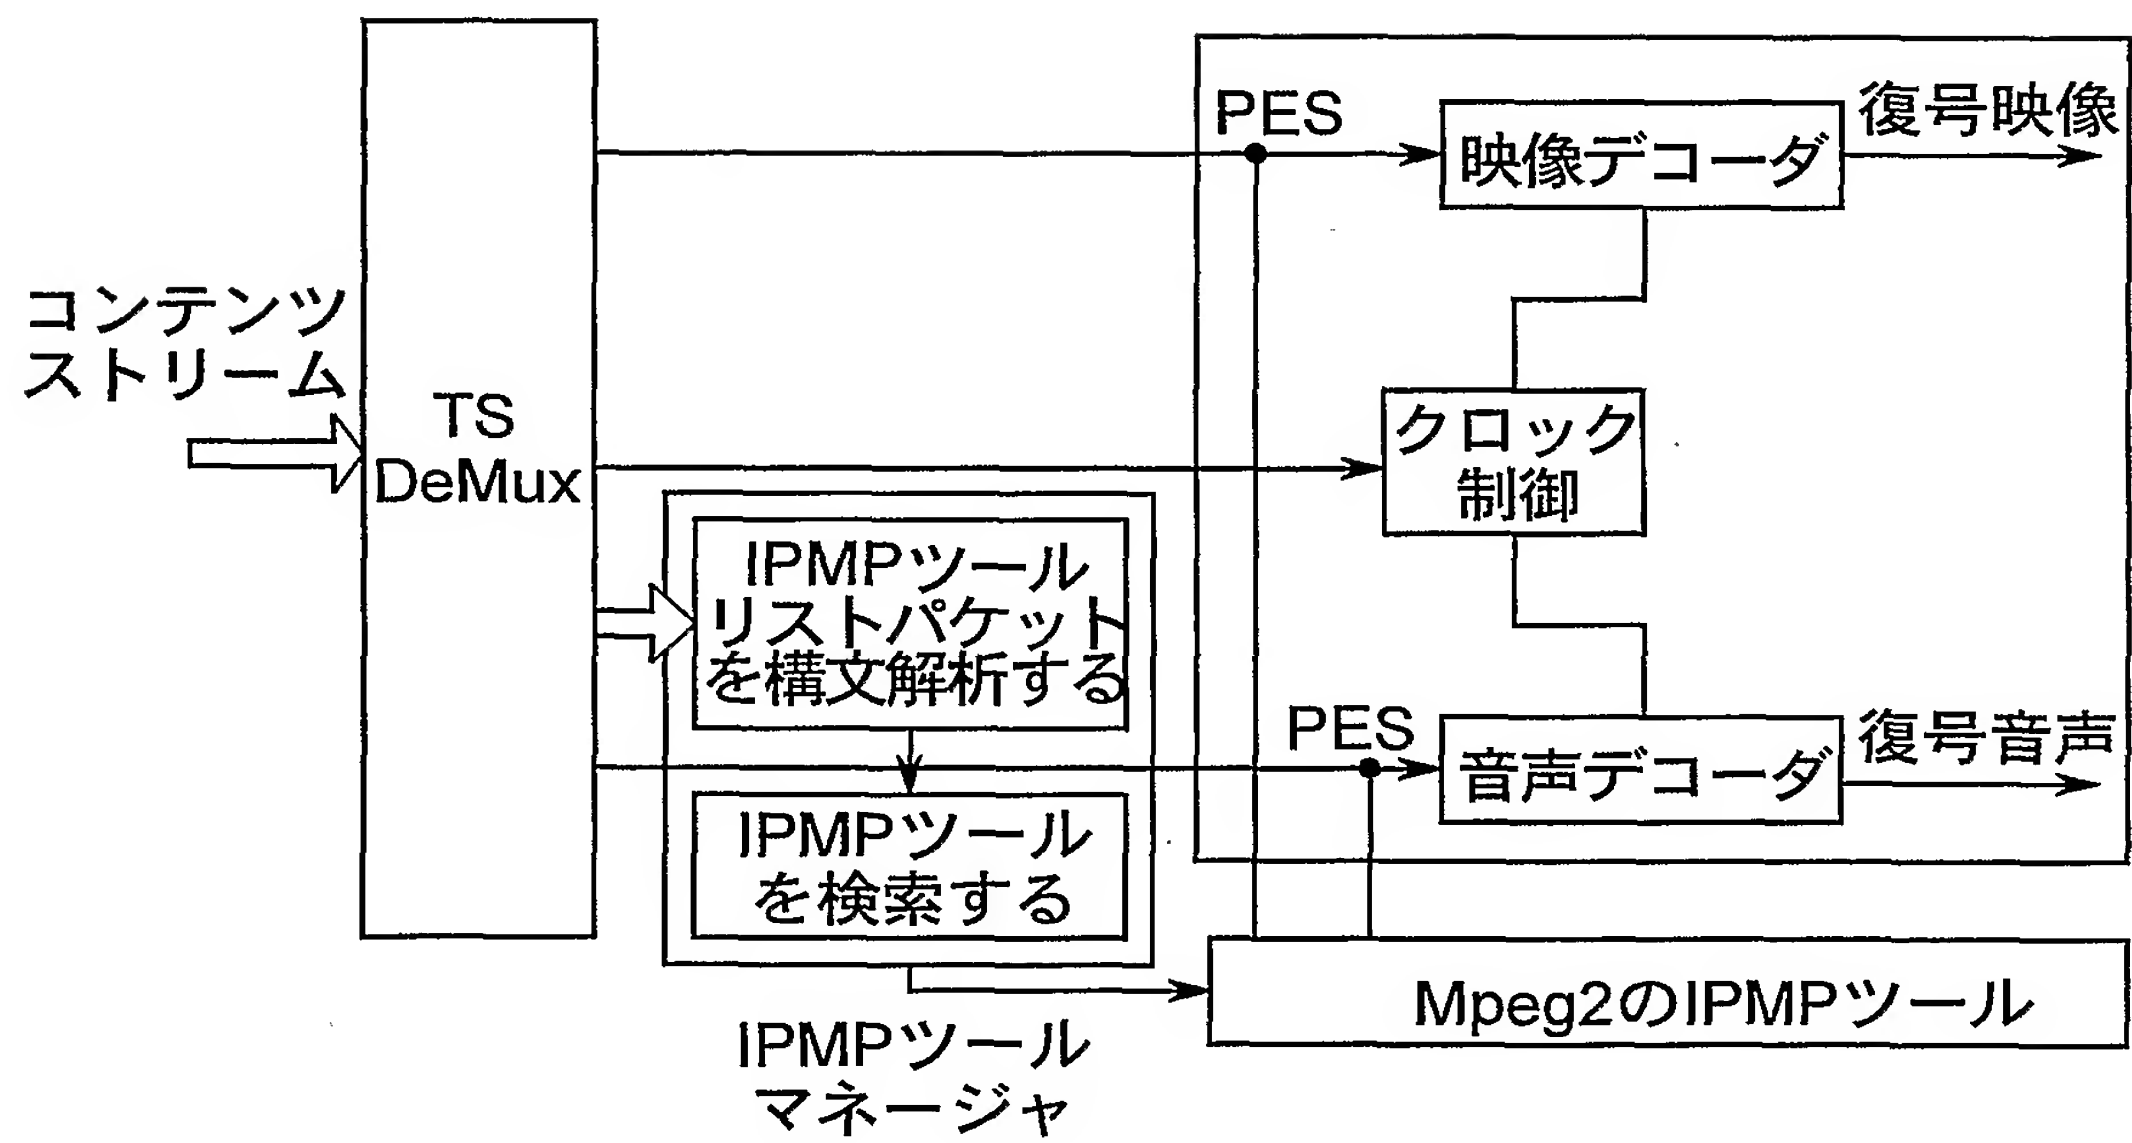 コンテンツ
ストリーム
TS
DeMux
PES
映像デコーダ
復号映像
クロック
制御
IPMPツール
リストパケット
を構文解析する
PES
音声デコーダ
復号音声
IPMPツール
を検索する
Mpeg2のIPMPツール
IPMPツール
マネージャ